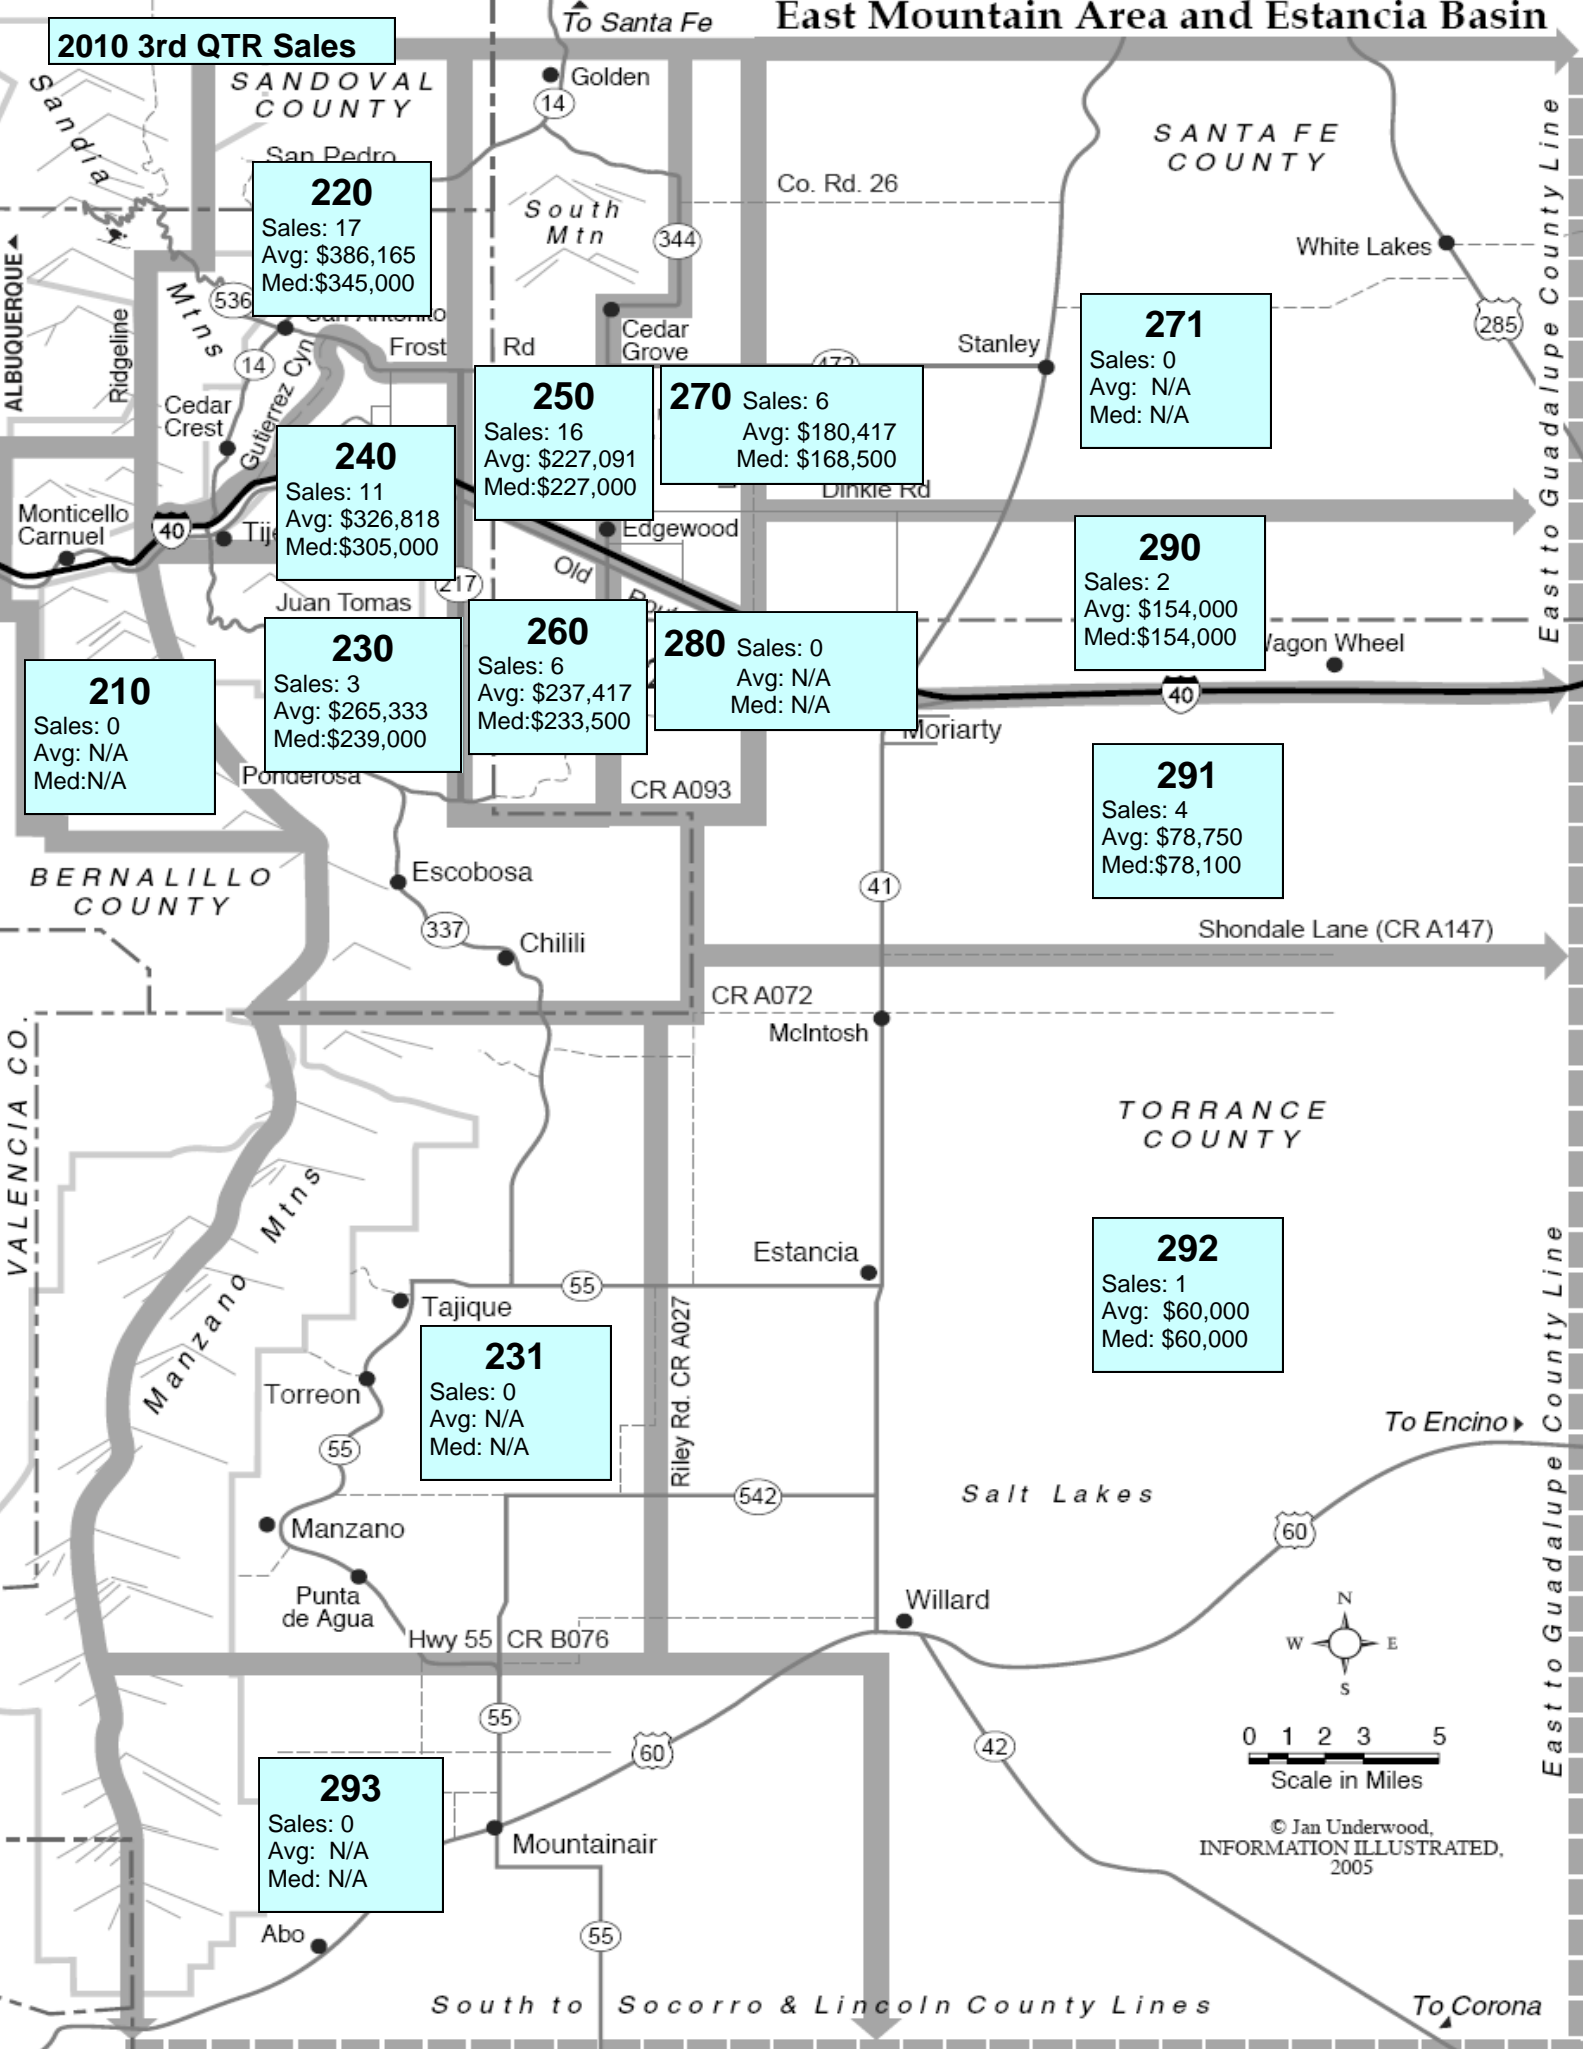 East Mountain Area and Estancia Basin
2010 3rd QTR Sales
To Santa Fe
Golden
14
SANDOVAL
COUNTY
Sandia
Mtns
San Pedro
220
Sales: 17
Avg: $386,165
Med:$345,000
South
Mtn
344
Co. Rd. 26
SANTA FE
COUNTY
White Lakes
285
East to Guadalupe County Line
ALBUQUERQUE
Ridgeline
536
San Antonito
14
Gutierrez Cyn
Frost Rd
Cedar
Grove
472
Stanley
271
Sales: 0
Avg: N/A
Med: N/A
Cedar
Crest
250
Sales: 16
Avg: $227,091
Med:$227,000
270 Sales: 6
Avg: $180,417
Med: $168,500
240
Sales: 11
Avg: $326,818
Med:$305,000
Dinkle Rd
Monticello
Carnuel
40
Tije
Edgewood
Old
217
Juan Tomas
290
Sales: 2
Avg: $154,000
Med:$154,000
Wagon Wheel
40
210
Sales: 0
Avg: N/A
Med:N/A
230
Sales: 3
Avg: $265,333
Med:$239,000
260
Sales: 6
Avg: $237,417
Med:$233,500
280 Sales: 0
Avg: N/A
Med: N/A
Moriarty
Ponderosa
CR A093
291
Sales: 4
Avg: $78,750
Med:$78,100
BERNALILLO
COUNTY
Escobosa
41
337
Chilili
Shondale Lane (CR A147)
CR A072
McIntosh
VALENCIA CO.
TORRANCE
COUNTY
Manzano Mtns
Estancia
55
Tajique
Riley Rd. CR A027
292
Sales: 1
Avg: $60,000
Med: $60,000
East to Guadalupe County Line
231
Sales: 0
Avg: N/A
Med: N/A
Torreon
55
To Encino
542
Salt Lakes
60
Manzano
Punta
de Agua
Willard
Hwy 55 CR B076
N
W E
S
55
60
42
0 1 2 3 5
Scale in Miles
293
Sales: 0
Avg: N/A
Med: N/A
Mountainair
© Jan Underwood,
INFORMATION ILLUSTRATED,
2005
Abo
55
South to Socorro & Lincoln County Lines
To Corona